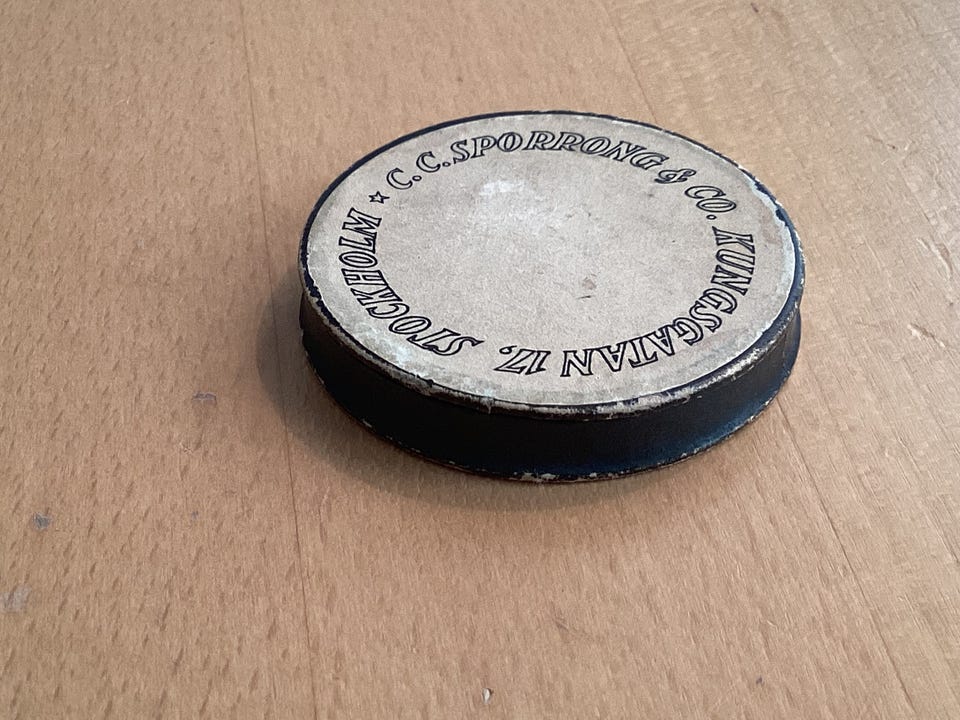 C. C. SPORRONG & CO. KUNGSGATAN 17, STOCKHOLM ☆